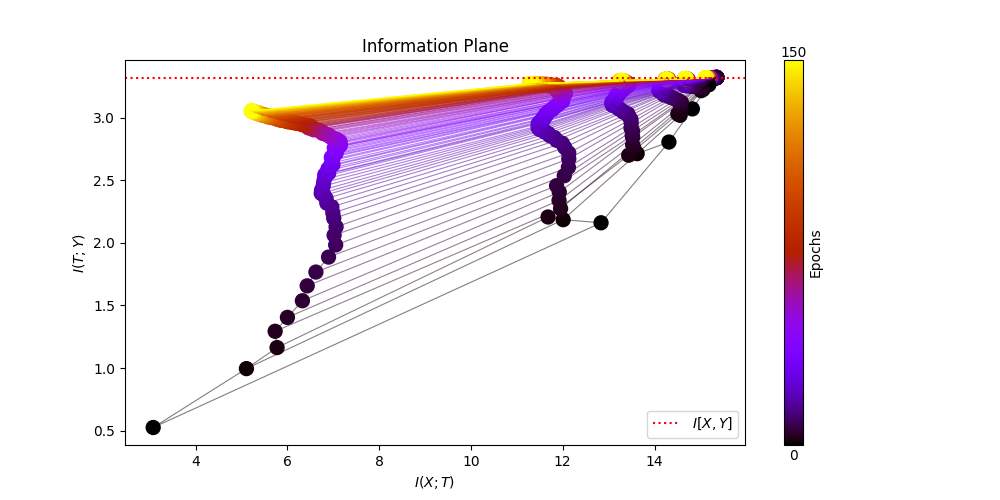 Information Plane
150
3.0
2.5
2.0
1.5
1.0
0.5
I(T; Y)
Epochs
I[X, Y]
4 6 8 10 12 14
0
I(X; T)